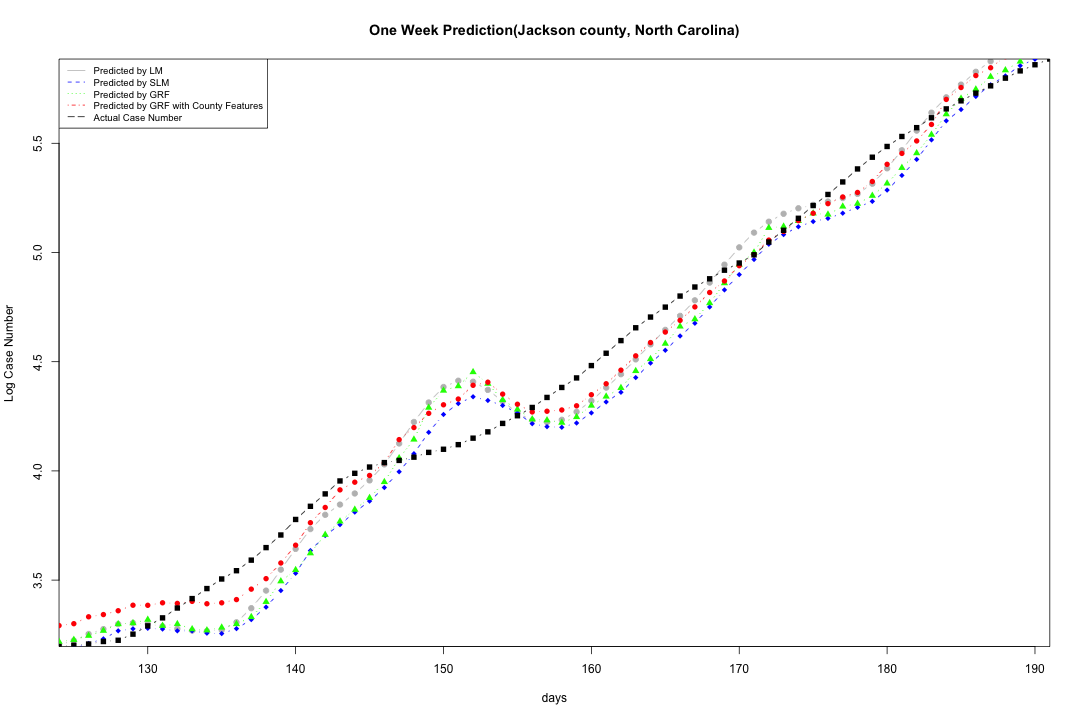 One Week Prediction(Jackson county, North Carolina)
Predicted by LM
Predicted by SLM
Predicted by GRF
Predicted by GRF with County Features
Actual Case Number
5.5
5.0
4.5
4.0
3.5
Log Case Number
130 140 150 160 170 180 190
days